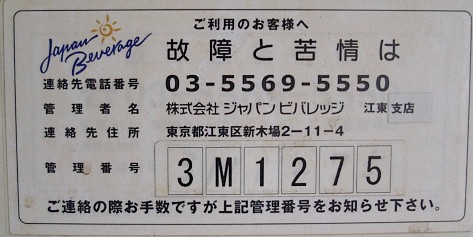 Japan Beverage
ご利用のお客様へ
故障と苦情は
連絡先電話番号 03-5569-5550
管理者名 株式会社 ジャパンビバレッジ 江東支店
連絡先住所 東京都江東区新木場2-11-4
管理番号 3M1275
ご連絡の際お手数ですが上記管理番号をお知らせ下さい。